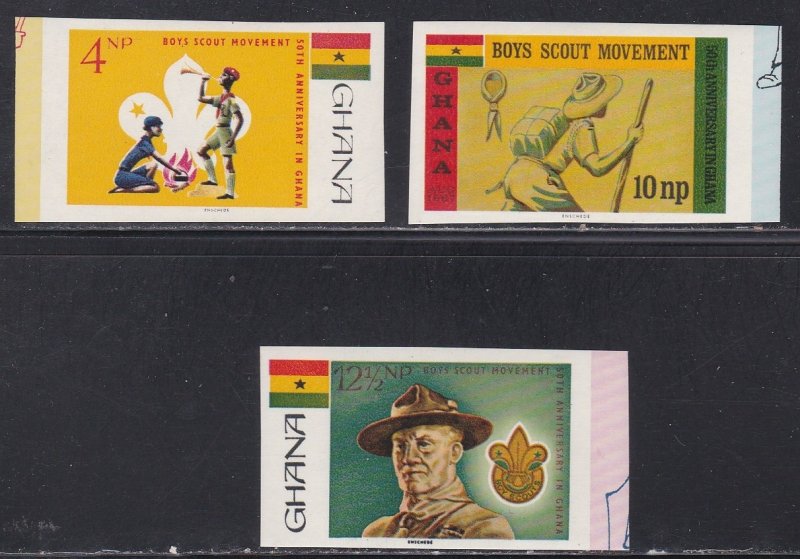 4NP
BOYS SCOUT MOVEMENT
50TH ANNIVERSARY IN GHANA
GHANA
ENSCHEDE
BOYS SCOUT MOVEMENT
GHANA
50TH ANNIVERSARY IN GHANA
10 np
ENSCHEDE
12½NP
BOYS SCOUT MOVEMENT
50TH ANNIVERSARY IN GHANA
GHANA
BOY SCOUTS
ENSCHEDE